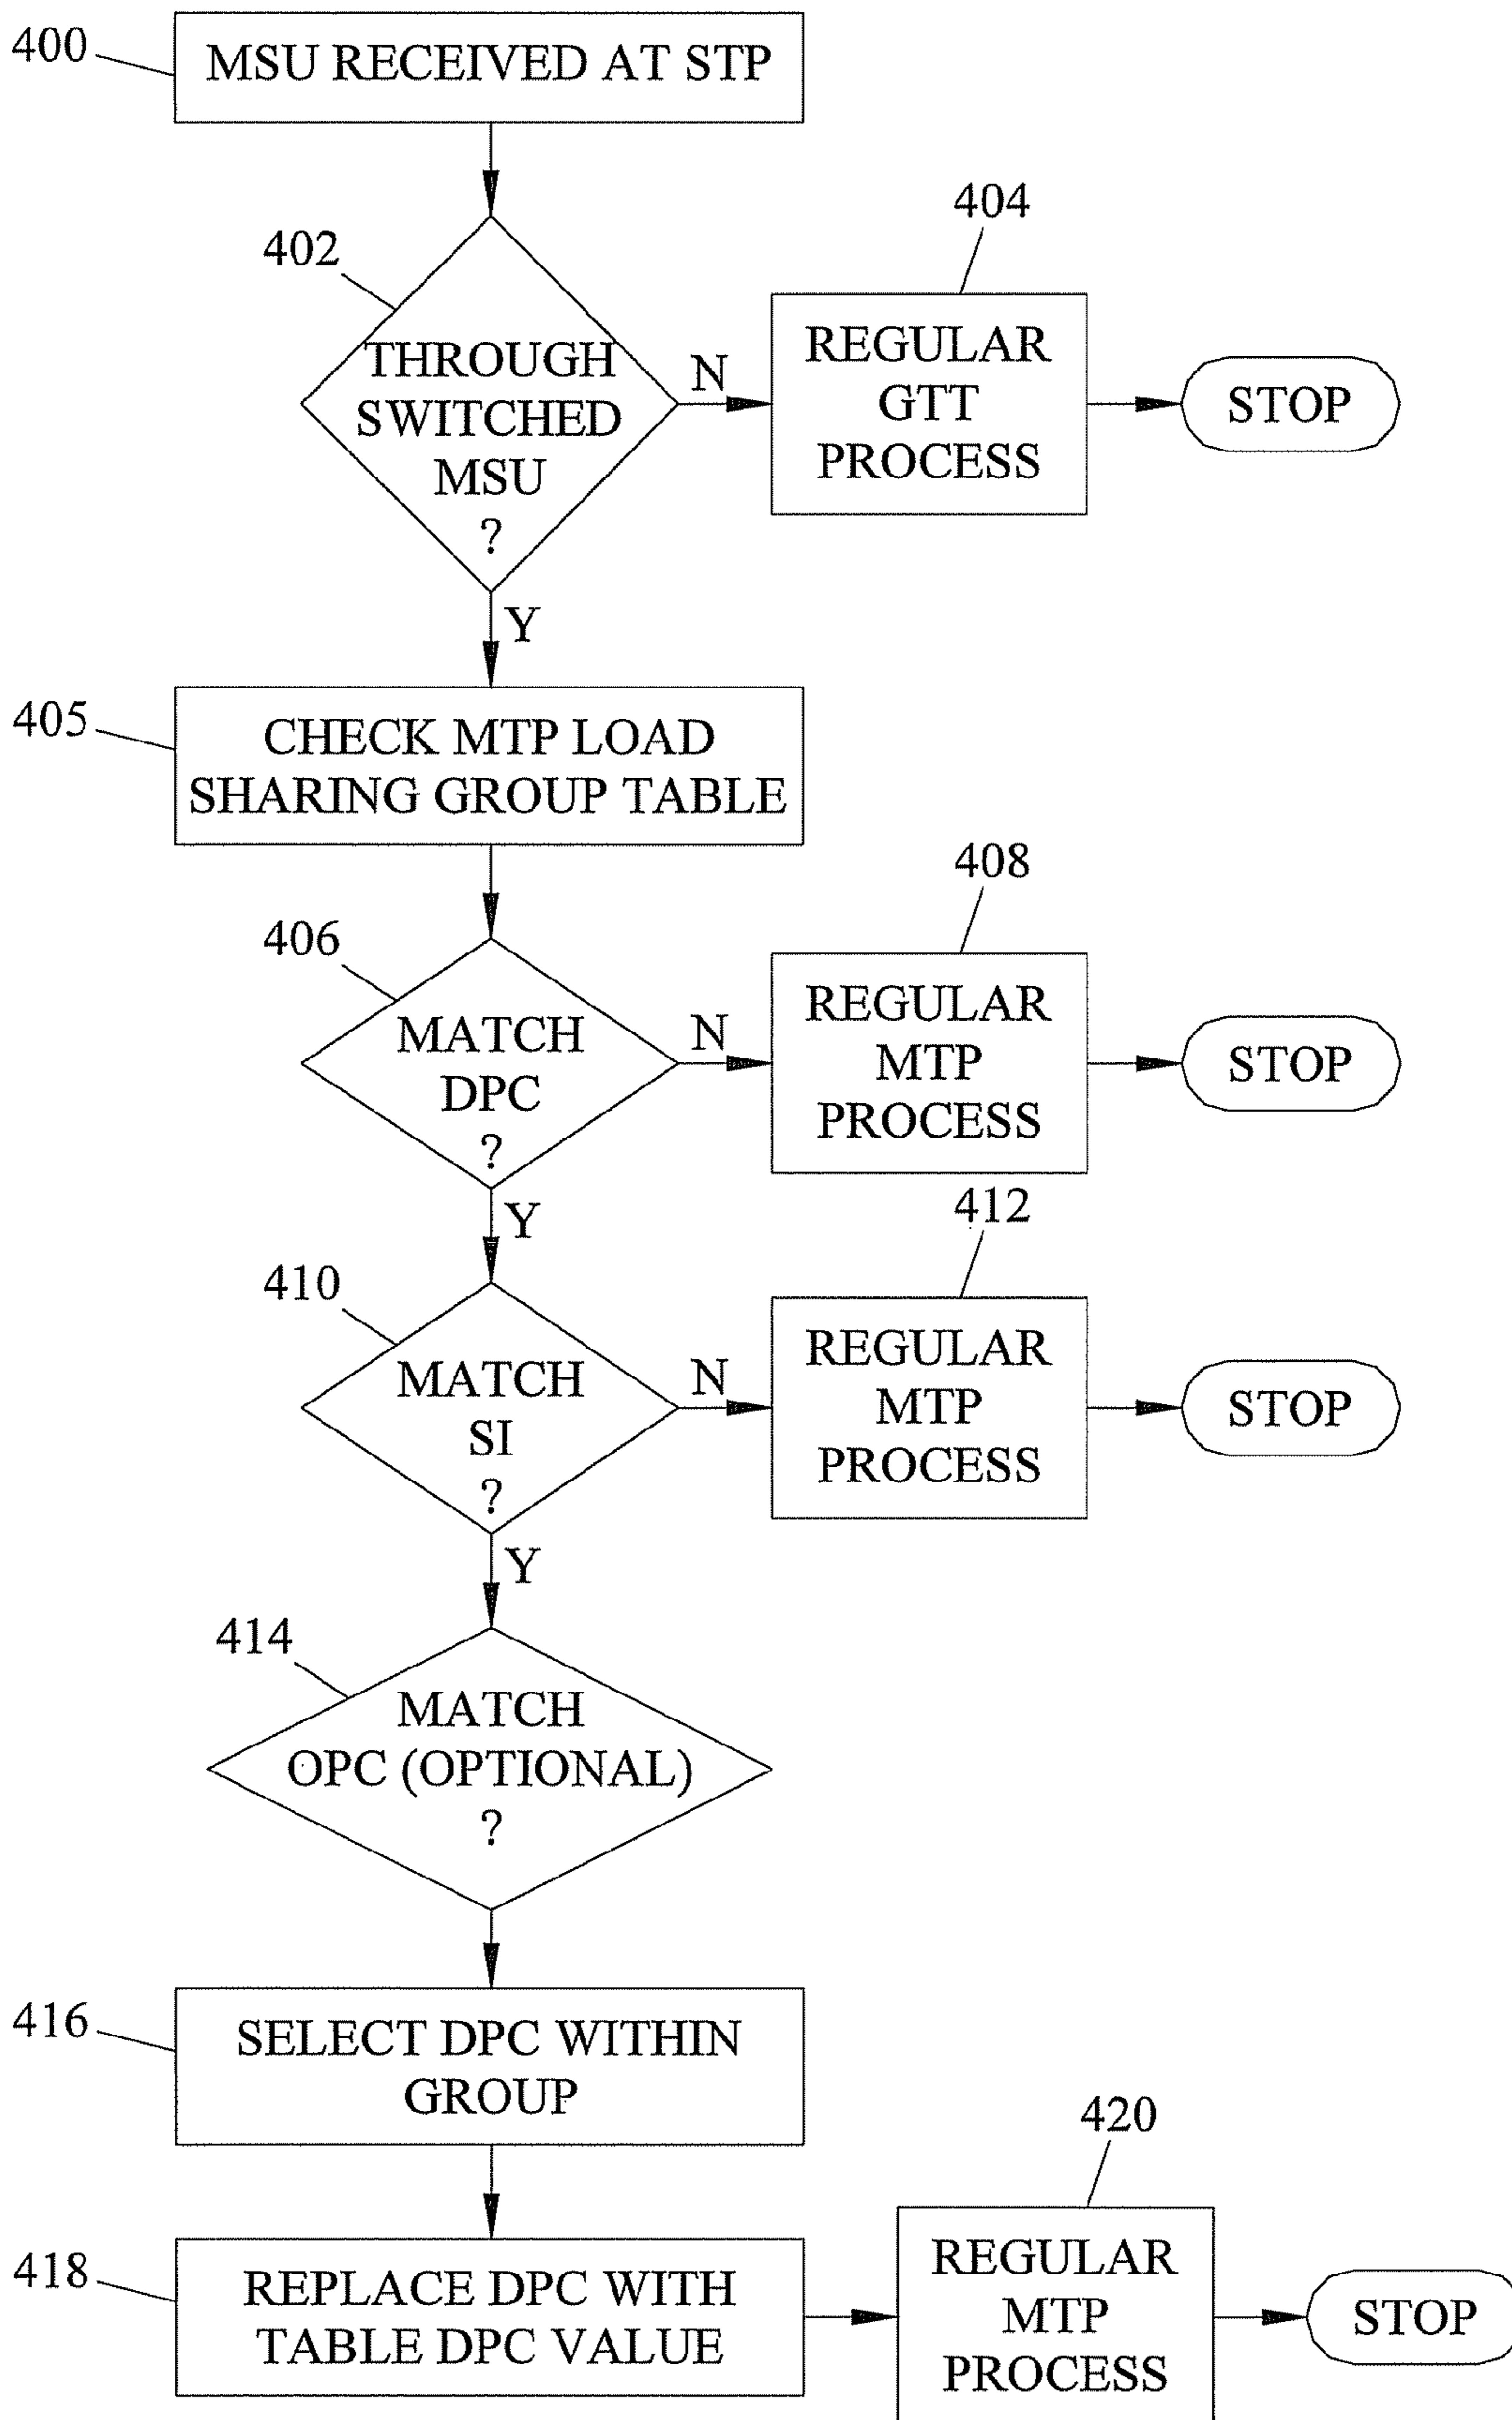 400
MSU RECEIVED AT STP
402
THROUGH
SWITCHED
MSU
?
N
404
REGULAR
GTT
PROCESS
STOP
Y
405
CHECK MTP LOAD
SHARING GROUP TABLE
406
MATCH
DPC
?
N
408
REGULAR
MTP
PROCESS
STOP
Y
410
MATCH
SI
?
N
412
REGULAR
MTP
PROCESS
STOP
Y
414
MATCH
OPC (OPTIONAL)
?
416
SELECT DPC WITHIN
GROUP
418
REPLACE DPC WITH
TABLE DPC VALUE
420
REGULAR
MTP
PROCESS
STOP